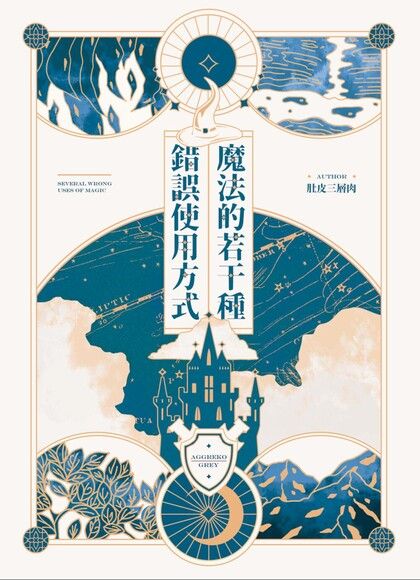 魔法的若干種
錯誤使用方式
SEVERAL WRONG
USES OF MAGIC
AUTHOR
肚皮三層肉
AGGREKO
GREY